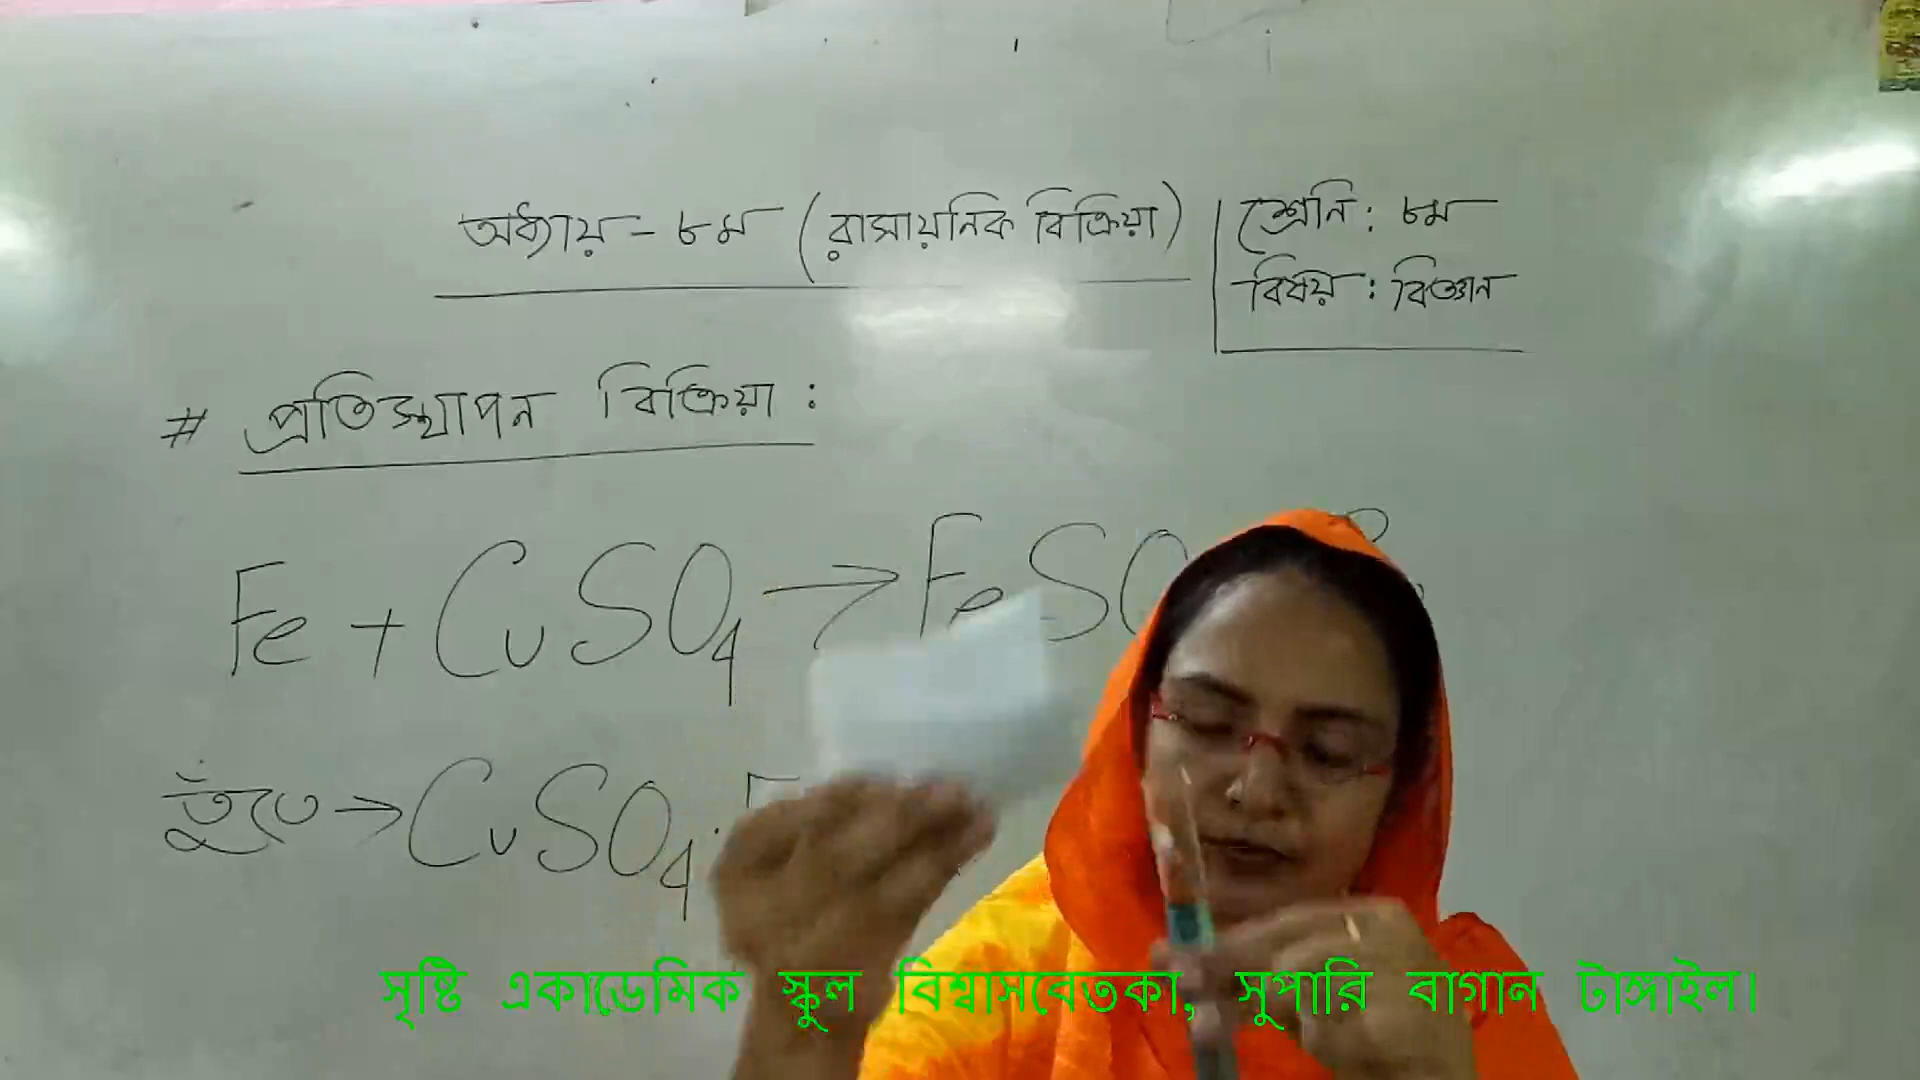 অধ্যায় - ৮ম (রাসায়নিক বিক্রিয়া)
শ্রেনি : ৮ম
বিষয় : বিজ্ঞান
# প্রতিস্থাপন বিক্রিয়া :
Fe + CuSO4 → FeSO
তুঁতে → CuSO4.
সৃষ্টি একাডেমিক স্কুল বিশ্বাসবেতকা, সুপারি বাগান টাঙ্গাইল।